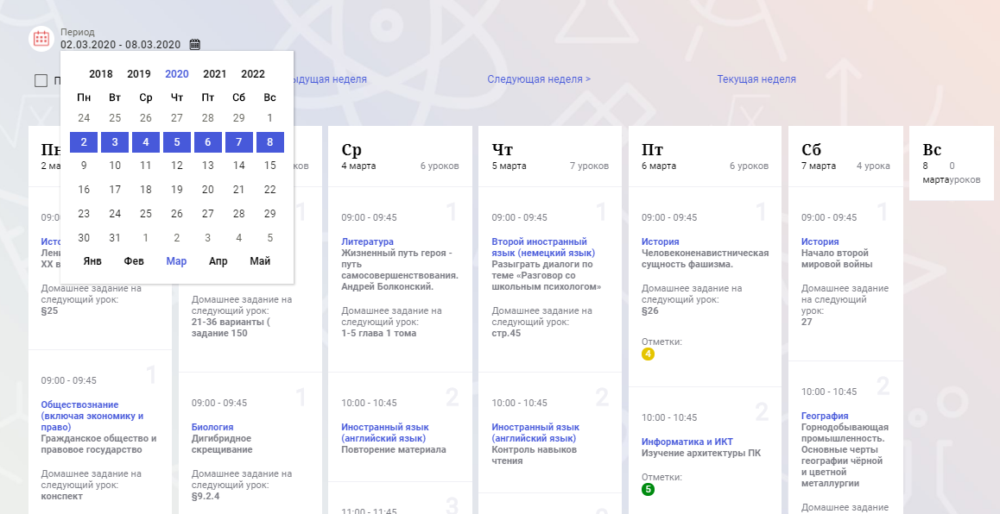 Период
02.03.2020 - 08.03.2020
2018 2019 2020 2021 2022
Пн Вт Ср Чт Пт Сб Вс
24 25 26 27 28 29 1
2 3 4 5 6 7 8
9 10 11 12 13 14 15
16 17 18 19 20 21 22
23 24 25 26 27 28 29
30 31 1 2 3 4 5
Янв Фев Мар Апр Май
Следующая неделя >
Текущая неделя
неделя
§25
Домашнее задание на
следующий урок:
09:00 - 09:45 1
Обществознание
(включая экономику и
право)
Гражданское общество и
правовое государство
Домашнее задание на
следующий урок:
конспект
1
Домашнее задание на
следующий урок:
21-36 варианты (
задание 150
09:00 - 09:45 1
Биология
Дигибридное
скрещивание
Домашнее задание на
следующий урок:
§9.2.4
Ср
4 марта 6 уроков
09:00 - 09:45 1
Литература
Жизненный путь героя -
путь
самосовершенствования.
Андрей Болконский.
Домашнее задание на
следующий урок:
1-5 глава 1 тома
10:00 - 10:45 2
Иностранный язык
(английский язык)
Повторение материала
11:00 - 11:45 3
Чт
5 марта 7 уроков
09:00 - 09:45 1
Второй иностранный
язык (немецкий язык)
Разыграть диалоги по
теме «Разговор со
школьным психологом»
Домашнее задание на
следующий урок:
стр.45
10:00 - 10:45 2
Иностранный язык
(английский язык)
Контроль навыков
чтения
Пт
6 марта 6 уроков
09:00 - 09:45 1
История
Человеконенавистническая
сущность фашизма.
Домашнее задание на
следующий урок:
§26
Отметки:
4
10:00 - 10:45 2
Информатика и ИКТ
Изучение архитектуры ПК
Отметки:
5
Сб
7 марта 4 урока
09:00 - 09:45 1
История
Начало второй
мировой войны
Домашнее задание
на следующий
урок:
27
10:00 - 10:45 2
География
Горнодобывающая
промышленность.
Основные черты
географии чёрной
и цветной
металлургии
Домашнее задание
Вс
8 0
марта уроков